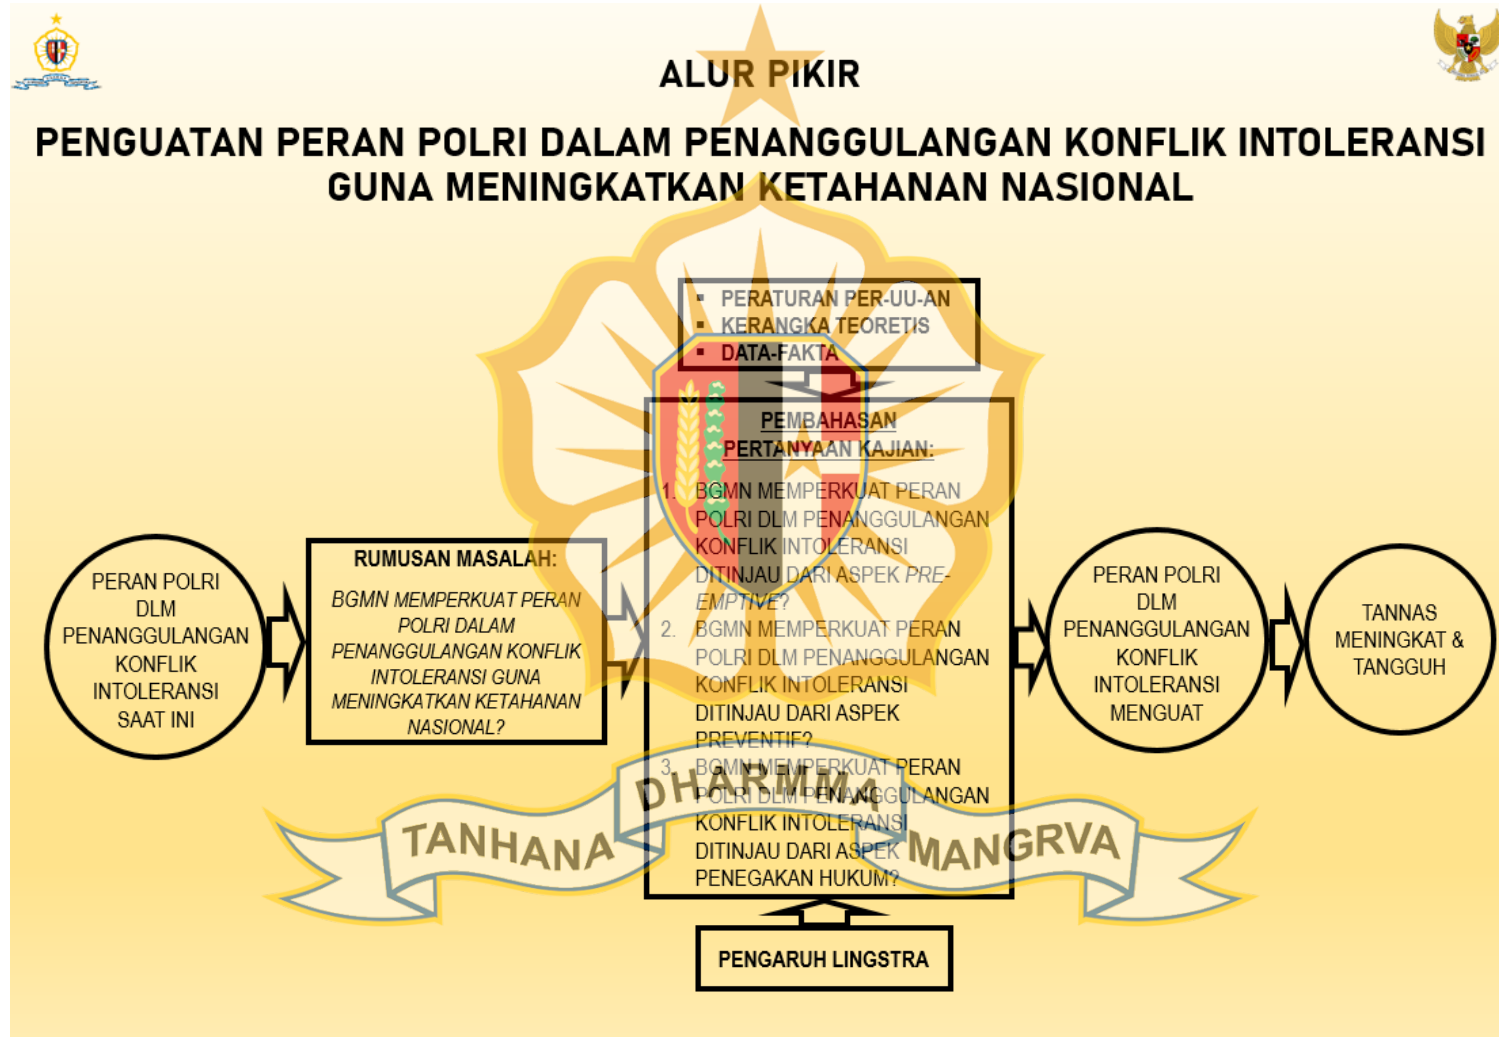 ALUR PIKIR
PENGUATAN PERAN POLRI DALAM PENANGGULANGAN KONFLIK INTOLERANSI
GUNA MENINGKATKAN KETAHANAN NASIONAL
▪ PERATURAN PER-UU-AN
▪ KERANGKA TEORETIS
▪ DATA-FAKTA
PERAN POLRI
DLM
PENANGGULANGAN
KONFLIK
INTOLERANSI
SAAT INI
RUMUSAN MASALAH:
BGMN MEMPERKUAT PERAN
POLRI DALAM
PENANGGULANGAN KONFLIK
INTOLERANSI GUNA
MENINGKATKAN KETAHANAN
NASIONAL?
PEMBAHASAN
PERTANYAAN KAJIAN:
1. BGMN MEMPERKUAT PERAN
POLRI DLM PENANGGULANGAN
KONFLIK INTOLERANSI
DITINJAU DARI ASPEK PRE-
EMPTIVE?
2. BGMN MEMPERKUAT PERAN
POLRI DLM PENANGGULANGAN
KONFLIK INTOLERANSI
DITINJAU DARI ASPEK
PREVENTIF?
3. BGMN MEMPERKUAT PERAN
POLRI DLM PENANGGULANGAN
KONFLIK INTOLERANSI
DITINJAU DARI ASPEK
PENEGAKAN HUKUM?
PERAN POLRI
DLM
PENANGGULANGAN
KONFLIK
INTOLERANSI
MENGUAT
TANNAS
MENINGKAT &
TANGGUH
TANHANA DHARMMA MANGRVA
PENGARUH LINGSTRA